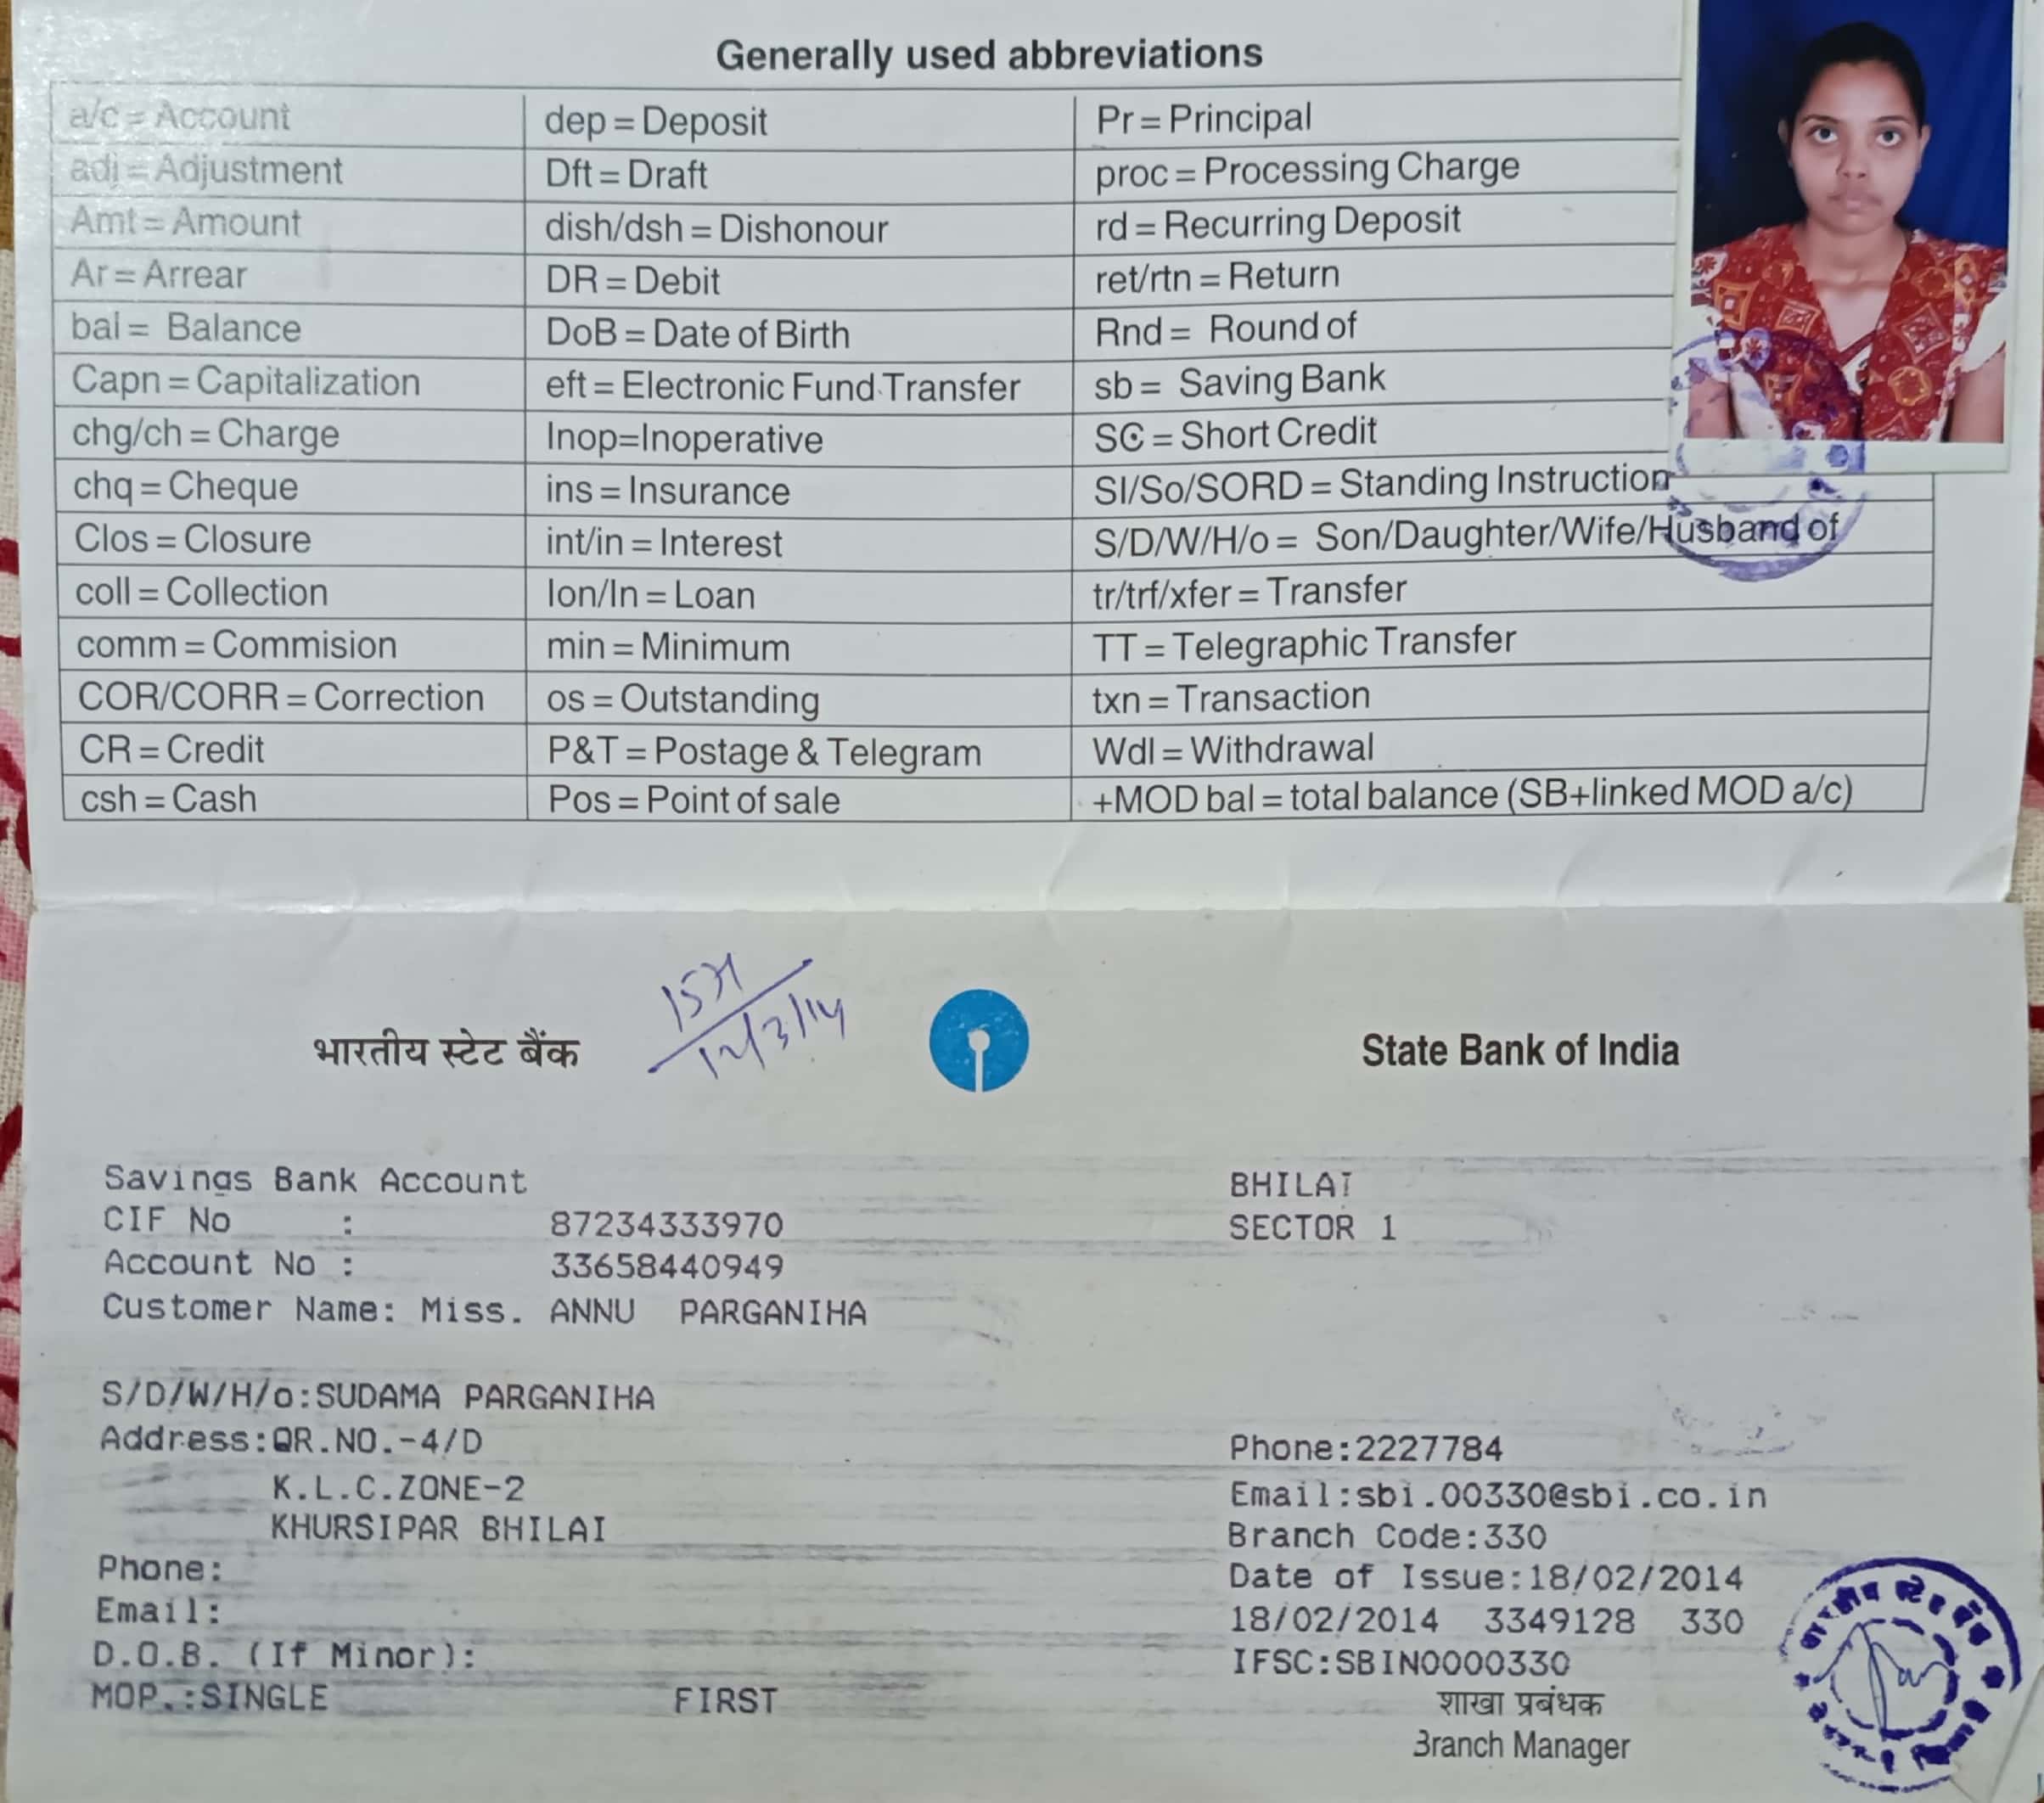 Generally used abbreviations
a/c = Account dep = Deposit Pr = Principal
adj = Adjustment Dft = Draft proc = Processing Charge
Amt = Amount dish/dsh = Dishonour rd = Recurring Deposit
Ar = Arrear DR = Debit ret/rtn = Return
bal = Balance DoB = Date of Birth Rnd = Round of
Capn = Capitalization eft = Electronic Fund Transfer sb = Saving Bank
chg/ch = Charge Inop=Inoperative SC = Short Credit
chq = Cheque ins = Insurance SI/So/SORD = Standing Instruction
Clos = Closure int/in = Interest S/D/W/H/o = Son/Daughter/Wife/Husband of
coll = Collection lon/ln = Loan tr/trf/xfer = Transfer
comm = Commision min = Minimum TT = Telegraphic Transfer
COR/CORR = Correction os = Outstanding txn = Transaction
CR = Credit P&T = Postage & Telegram Wdl = Withdrawal
csh = Cash Pos = Point of sale +MOD bal = total balance (SB+linked MOD a/c)
भारतीय स्टेट बैंक State Bank of India
12/3/14
Savings Bank Account BHILAI
CIF No : 87234333970 SECTOR 1
Account No : 33658440949
Customer Name: Miss. ANNU PARGANIHA
S/D/W/H/o:SUDAMA PARGANIHA
Address:QR.NO.-4/D Phone:2227784
K.L.C.ZONE-2 Email:sbi.00330@sbi.co.in
KHURSIPAR BHILAI Branch Code:330
Phone: Date of Issue:18/02/2014
Email: 18/02/2014 3349128 330
D.O.B. (If Minor): IFSC:SBIN0000330
MOP.:SINGLE FIRST शाखा प्रबंधक
Branch Manager